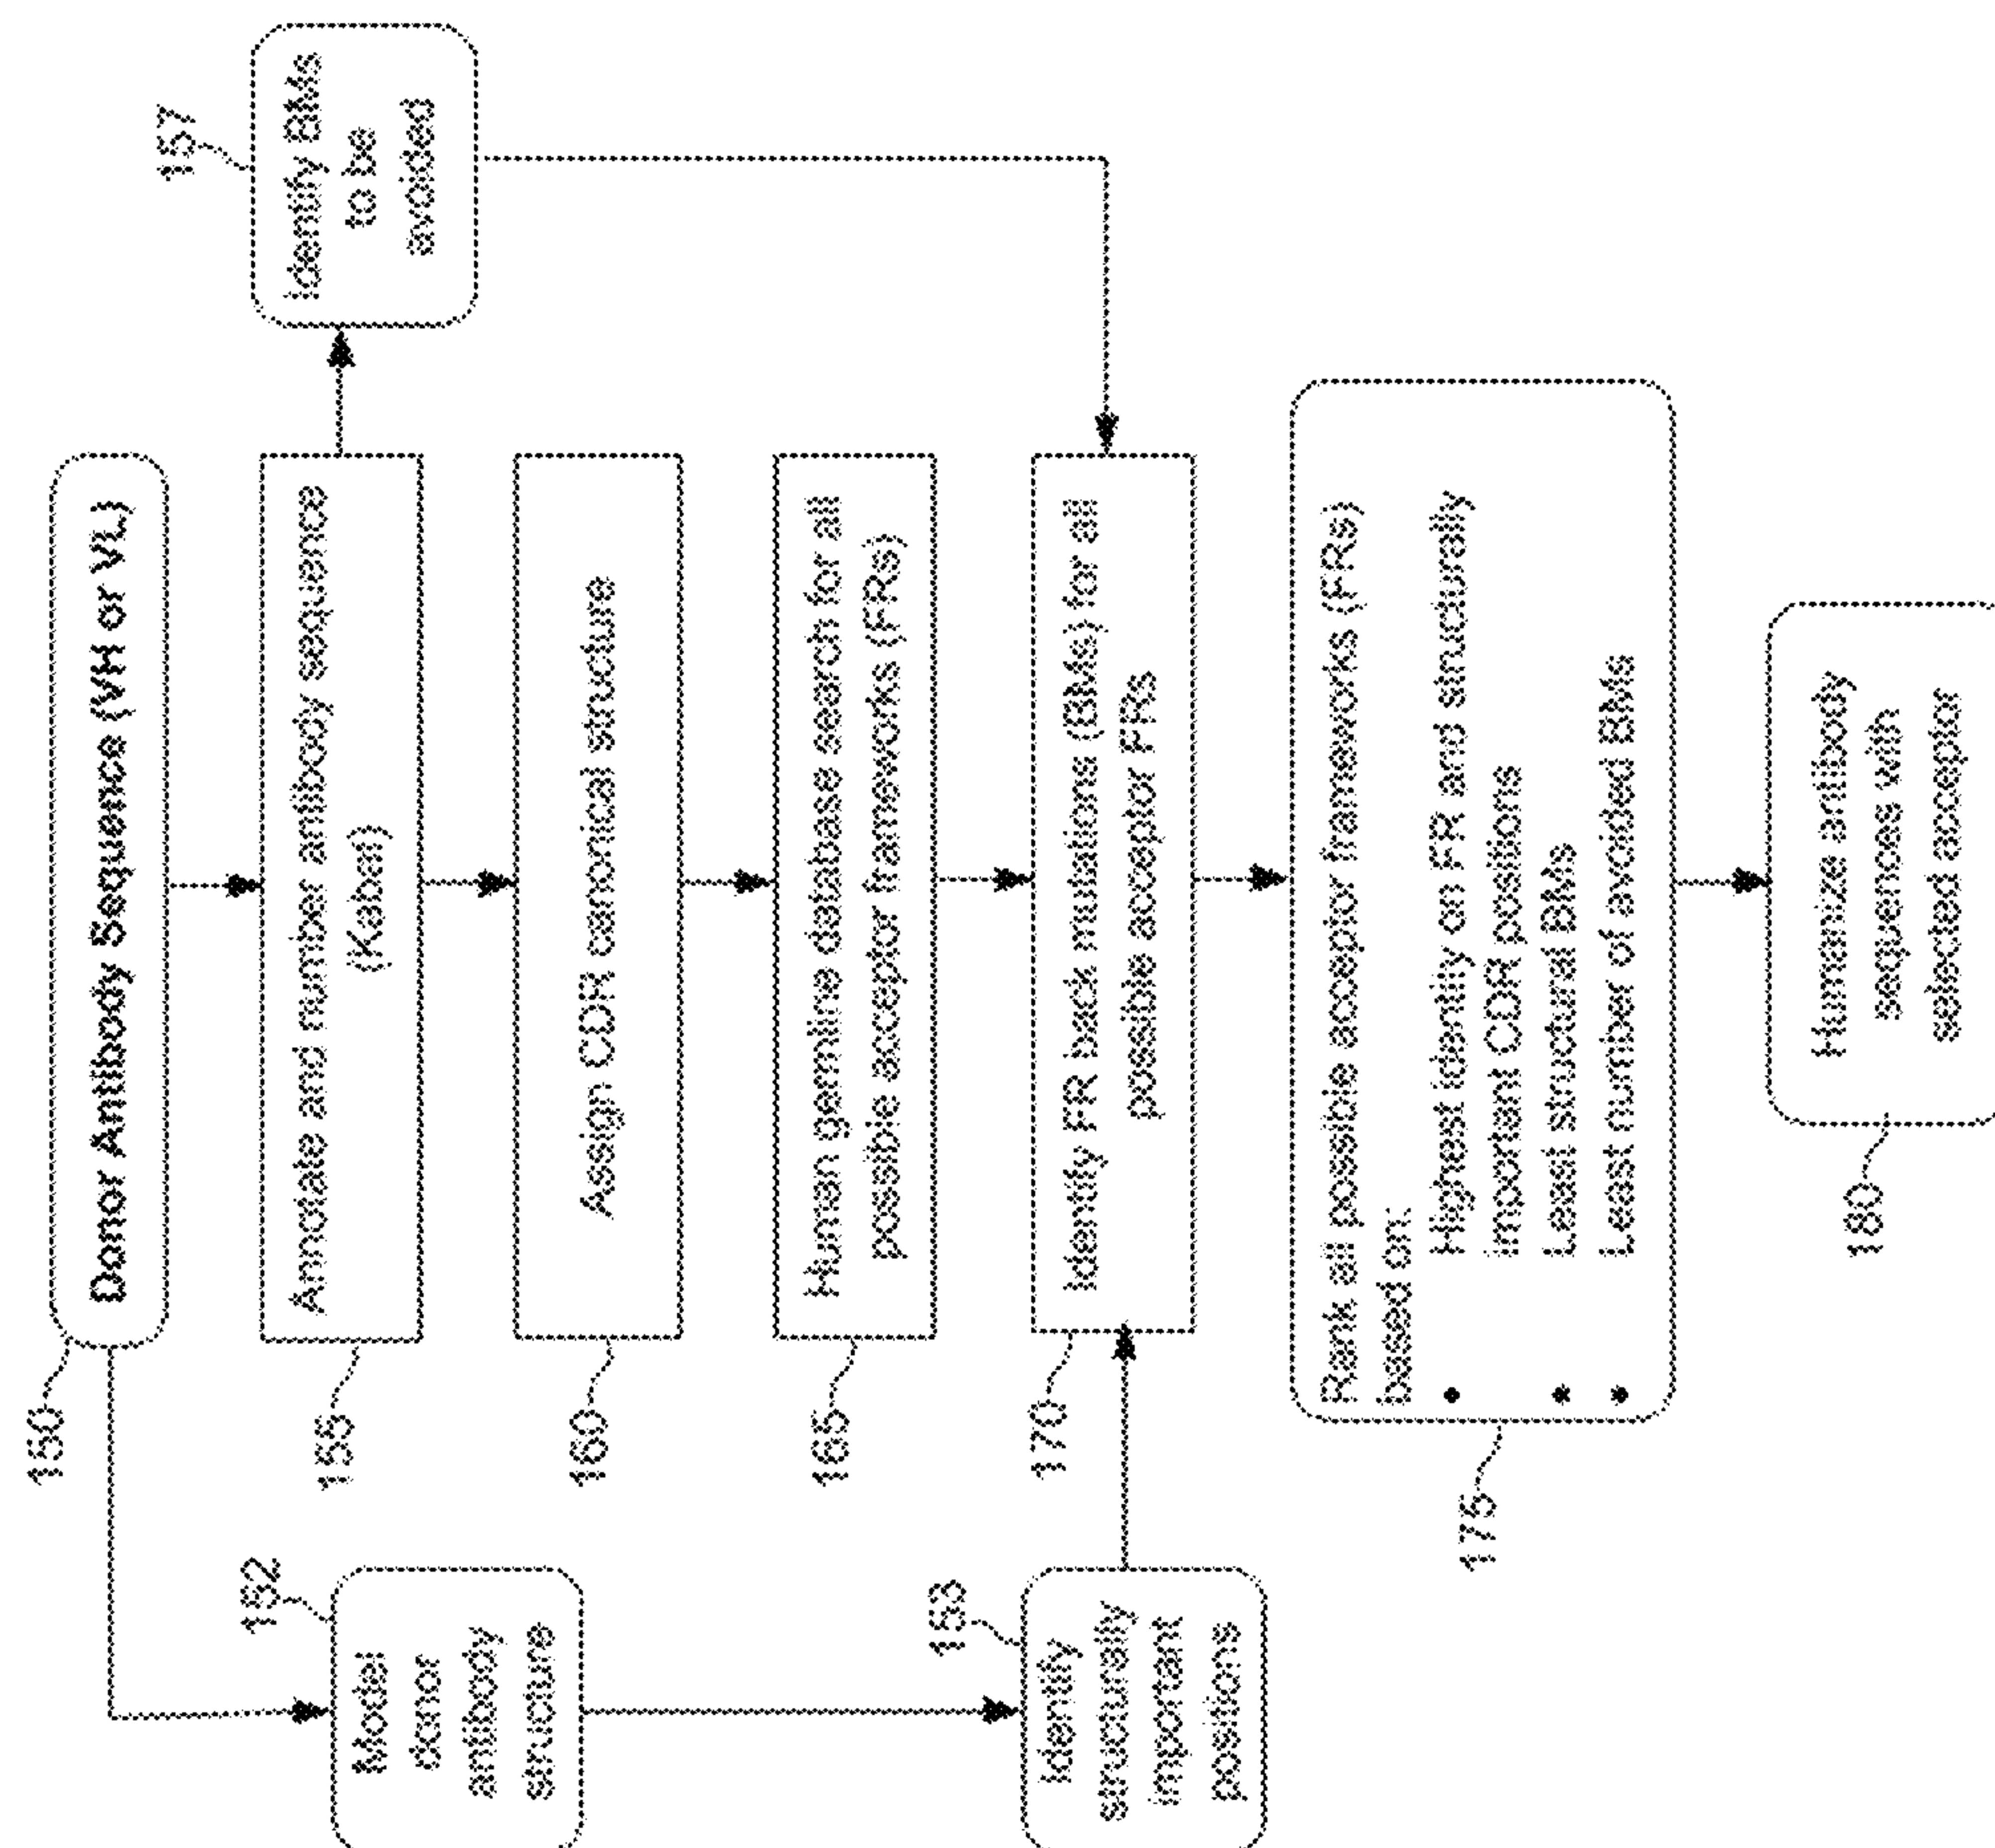 150
Donor Antibody Sequence (VH or VL)
152
Model
donor
antibody
structure
155
Annotate and number antibody sequence
(Kabat)
157
Identify BMs
to be
avoided
160
Assign CDR canonical structure
165
Human germline database search for all
possible acceptor frameworks (FRs)
153
Identify
structurally
important
positions
170
Identify FR back mutations (BMs) for all
possible acceptor FRs
175
Rank all possible acceptor frameworks (FRs)
based on:
• Highest identity on FR and structurally
important CDR positions
• Least structural BMs
• Least number of avoided BMs
180
Humanize antibody
sequences with
selected acceptor